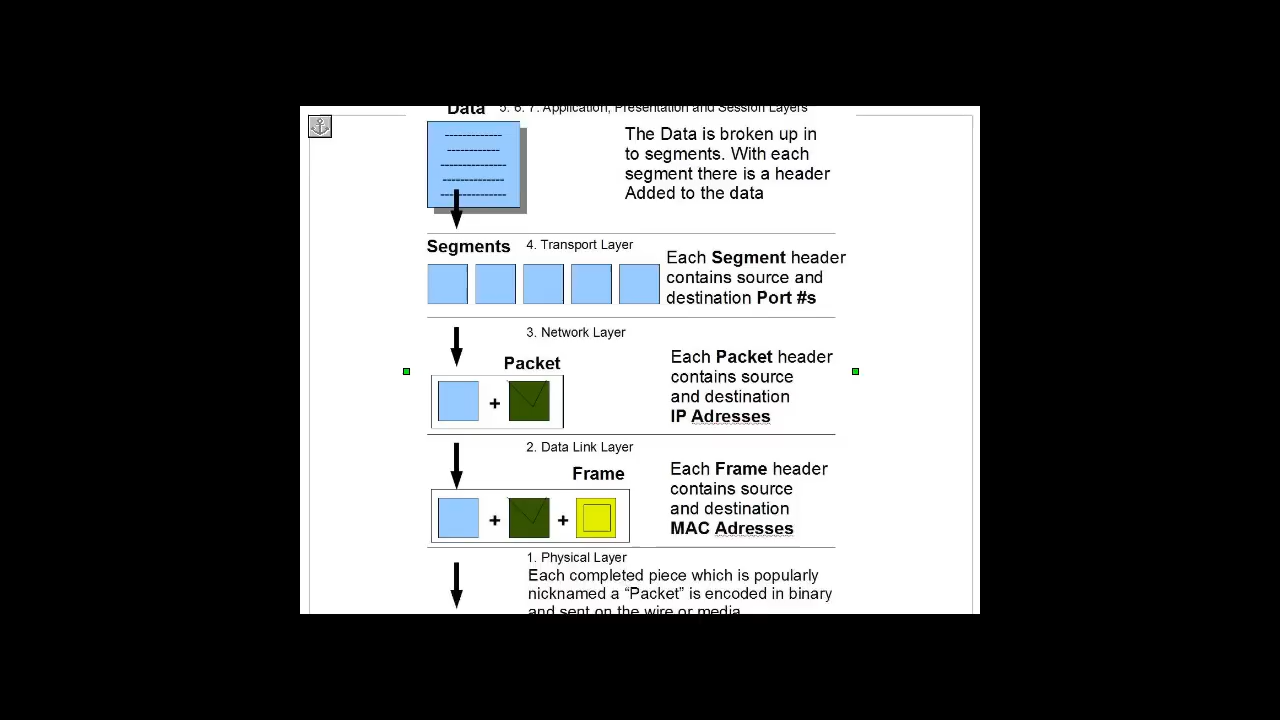 Data 5. 6. 7. Application, Presentation and Session Layers
The Data is broken up in
to segments. With each
segment there is a header
Added to the data
Segments 4. Transport Layer
Each Segment header
contains source and
destination Port #s
3. Network Layer
Packet
Each Packet header
contains source
and destination
IP Adresses
+
2. Data Link Layer
Frame
Each Frame header
contains source
and destination
MAC Adresses
+ +
1. Physical Layer
Each completed piece which is popularly
nicknamed a “Packet” is encoded in binary
and sent on the wire or media